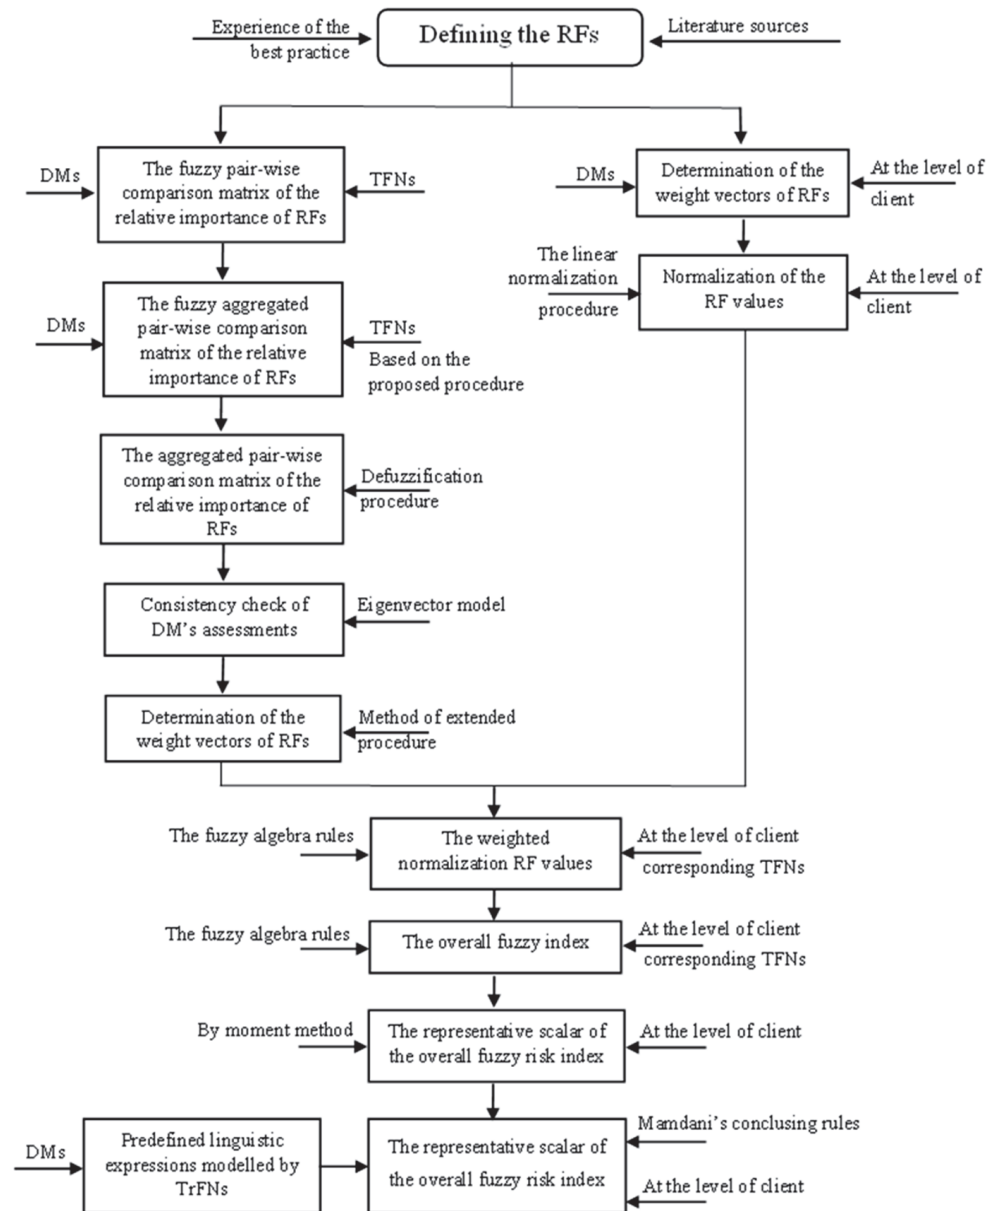 Experience of the
best practice
Defining the RFs
Literature sources
DMs
The fuzzy pair-wise
comparison matrix of the
relative importance of RFs
TFNs
DMs
Determination of the
weight vectors of RFs
At the level of
client
The linear
normalization
procedure
Normalization of the
RF values
At the level of
client
DMs
The fuzzy aggregated
pair-wise comparison
matrix of the relative
importance of RFs
TFNs
Based on the
proposed procedure
The aggregated pair-wise
comparison matrix of the
relative importance of
RFs
Defuzzification
procedure
Consistency check of
DM's assessments
Eigenvector model
Determination of the
weight vectors of RFs
Method of extended
procedure
The fuzzy algebra rules
The weighted
normalization RF values
At the level of client
corresponding TFNs
The fuzzy algebra rules
The overall fuzzy index
At the level of client
corresponding TFNs
By moment method
The representative scalar of
the overall fuzzy risk index
At the level of client
DMs
Predefined linguistic
expressions modelled by
TrFNs
The representative scalar of
the overall fuzzy risk index
Mamdani's conclusing rules
At the level of client